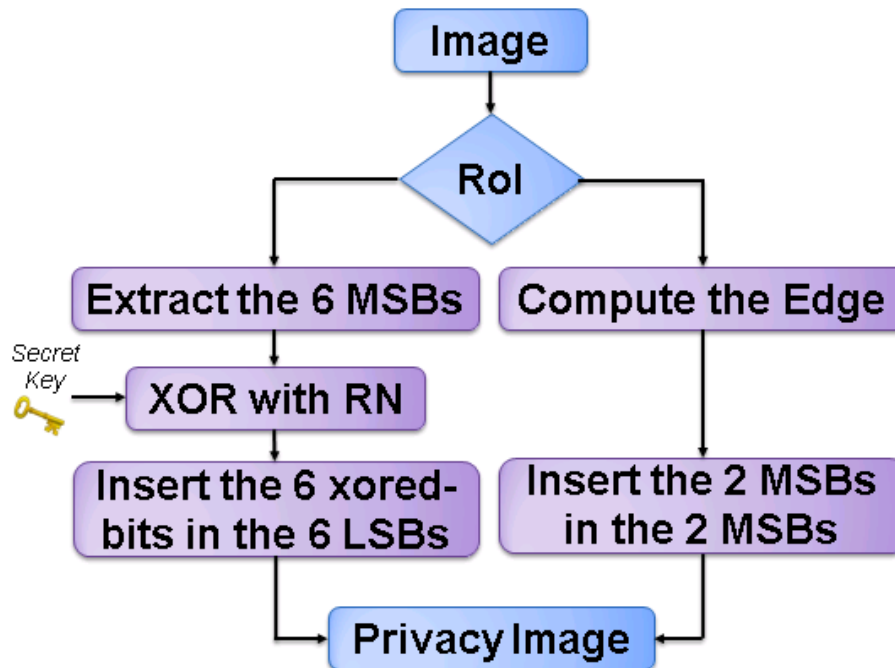 Image
RoI
Extract the 6 MSBs
Compute the Edge
Secret
Key
XOR with RN
Insert the 6 xored-
bits in the 6 LSBs
Insert the 2 MSBs
in the 2 MSBs
Privacy Image